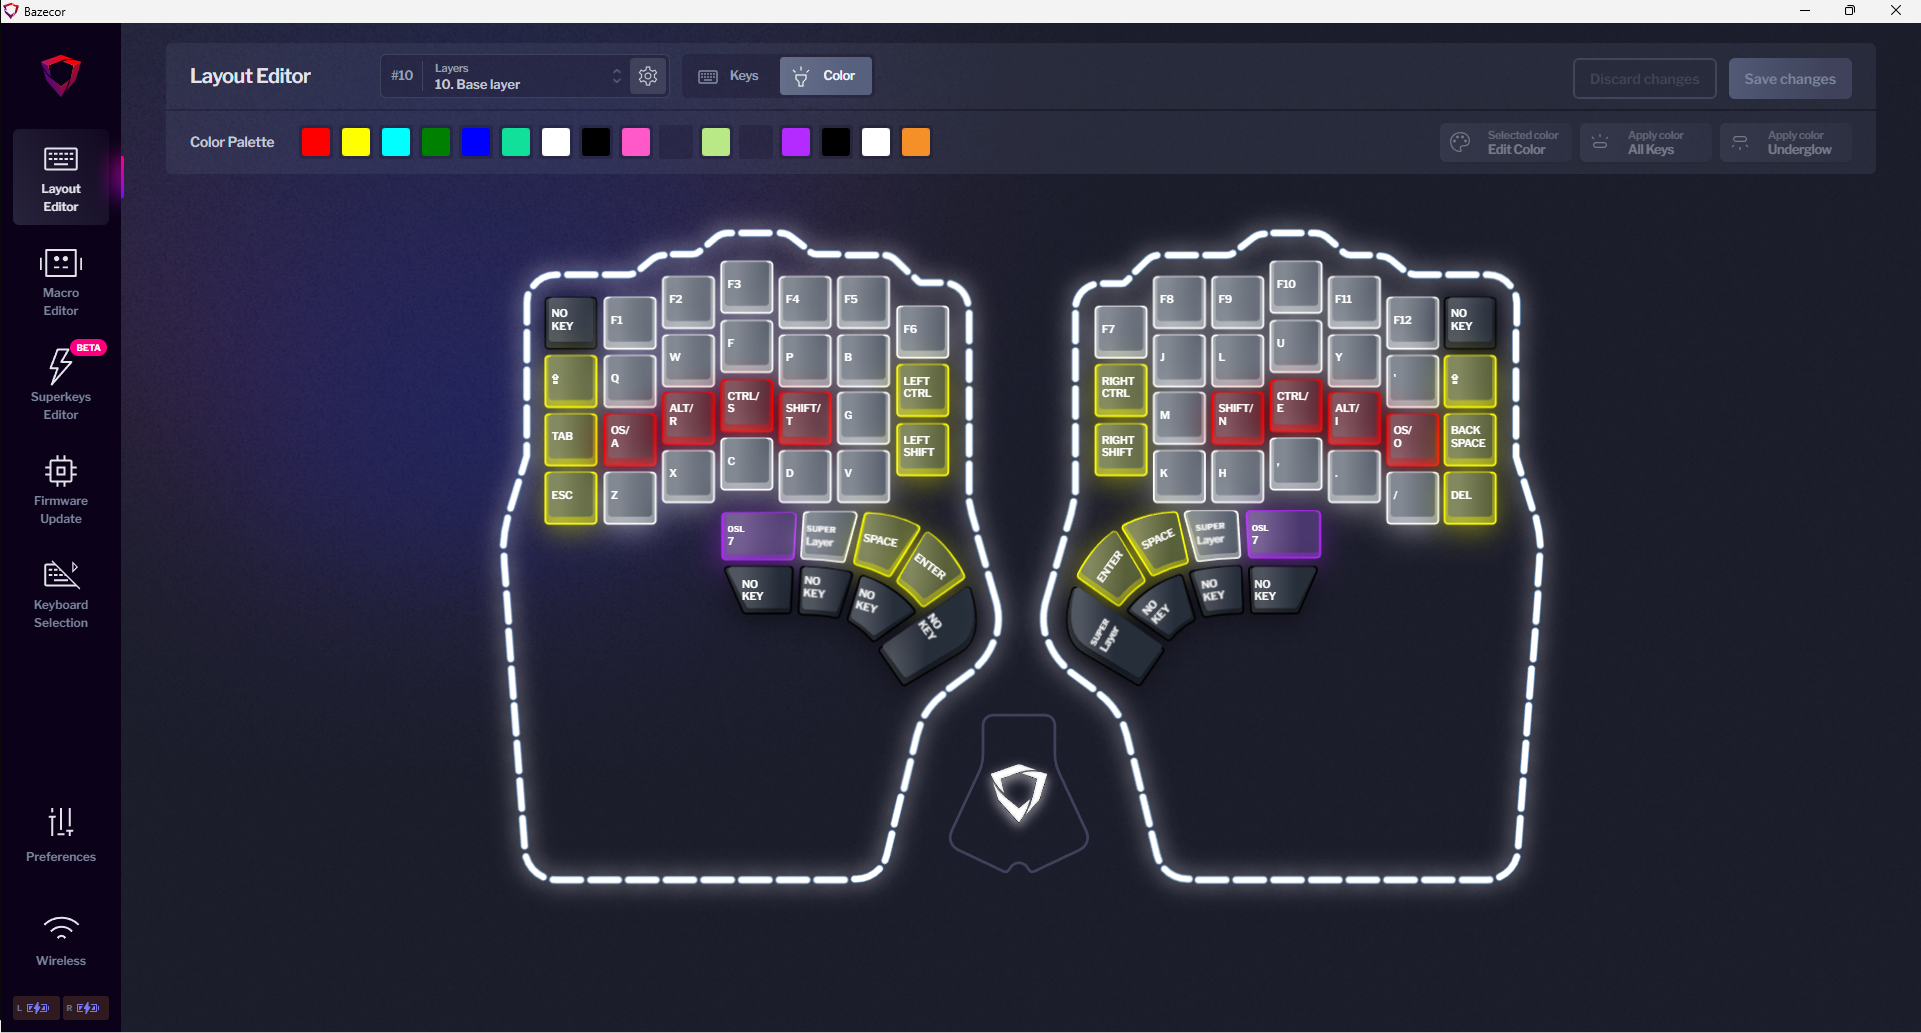 Bazecor
Layout Editor
#10
Layers
10. Base layer
Keys
Color
Discard changes
Save changes
Color Palette
Selected color
Edit Color
Apply color
All Keys
Apply color
Underglow
Layout
Editor
Macro
Editor
BETA
Superkeys
Editor
Firmware
Update
Keyboard
Selection
Preferences
Wireless
L
R
NO
KEY
F1
F2
F3
F4
F5
F6
Q
W
F
P
B
LEFT
CTRL
TAB
OS/
A
ALT/
R
CTRL/
S
SHIFT/
T
G
LEFT
SHIFT
ESC
Z
X
C
D
V
OSL
7
SUPER
Layer
SPACE
ENTER
NO
KEY
NO
KEY
NO
KEY
NO
KEY
F7
F8
F9
F10
F11
F12
NO
KEY
RIGHT
CTRL
J
L
U
Y
'
RIGHT
SHIFT
M
SHIFT/
N
CTRL/
E
ALT/
I
OS/
O
BACK
SPACE
K
H
,
.
/
DEL
ENTER
SPACE
SUPER
Layer
OSL
7
SUPER
Layer
NO
KEY
NO
KEY
NO
KEY